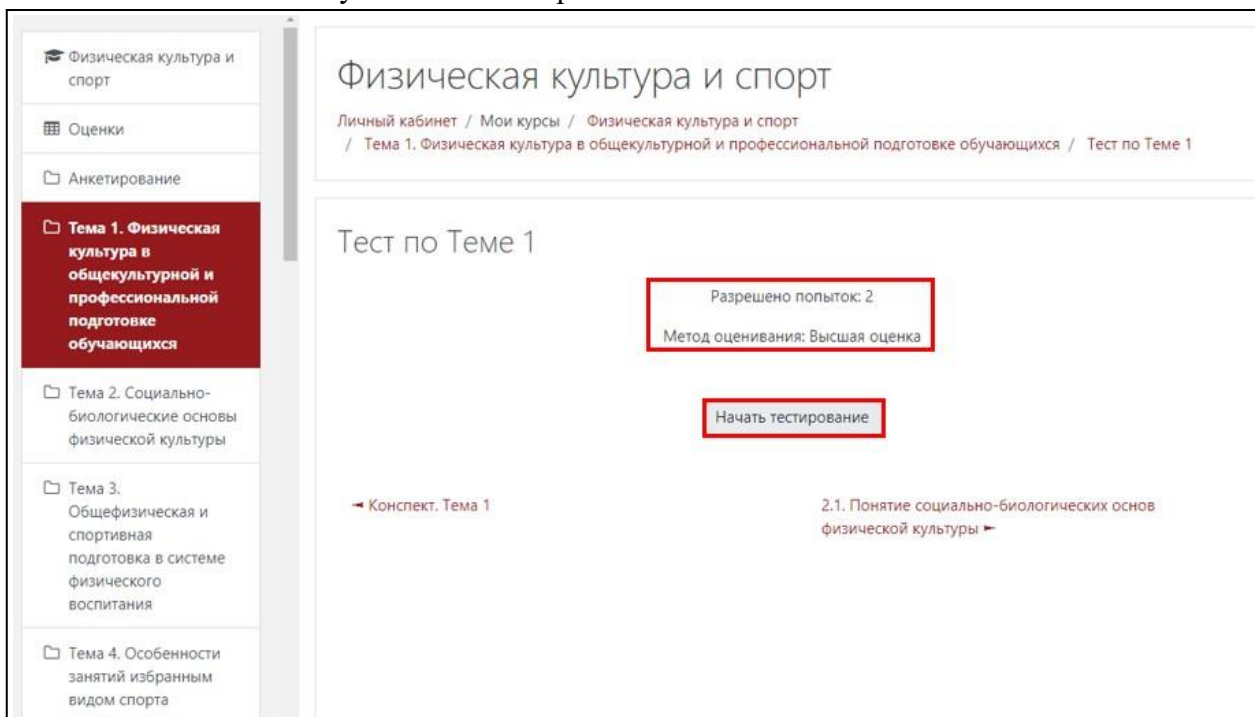 Физическая культура и
спорт
Оценки
Анкетирование
Тема 1. Физическая
культура в
общекультурной и
профессиональной
подготовке
обучающихся
Тема 2. Социально-
биологические основы
физической культуры
Тема 3.
Общефизическая и
спортивная
подготовка в системе
физического
воспитания
Тема 4. Особенности
занятий избранным
видом спорта
Физическая культура и спорт
Личный кабинет / Мои курсы / Физическая культура и спорт
/ Тема 1. Физическая культура в общекультурной и профессиональной подготовке обучающихся / Тест по Теме 1
Тест по Теме 1
Разрешено попыток: 2
Метод оценивания: Высшая оценка
Начать тестирование
◄ Конспект. Тема 1
2.1. Понятие социально-биологических основ
физической культуры ►